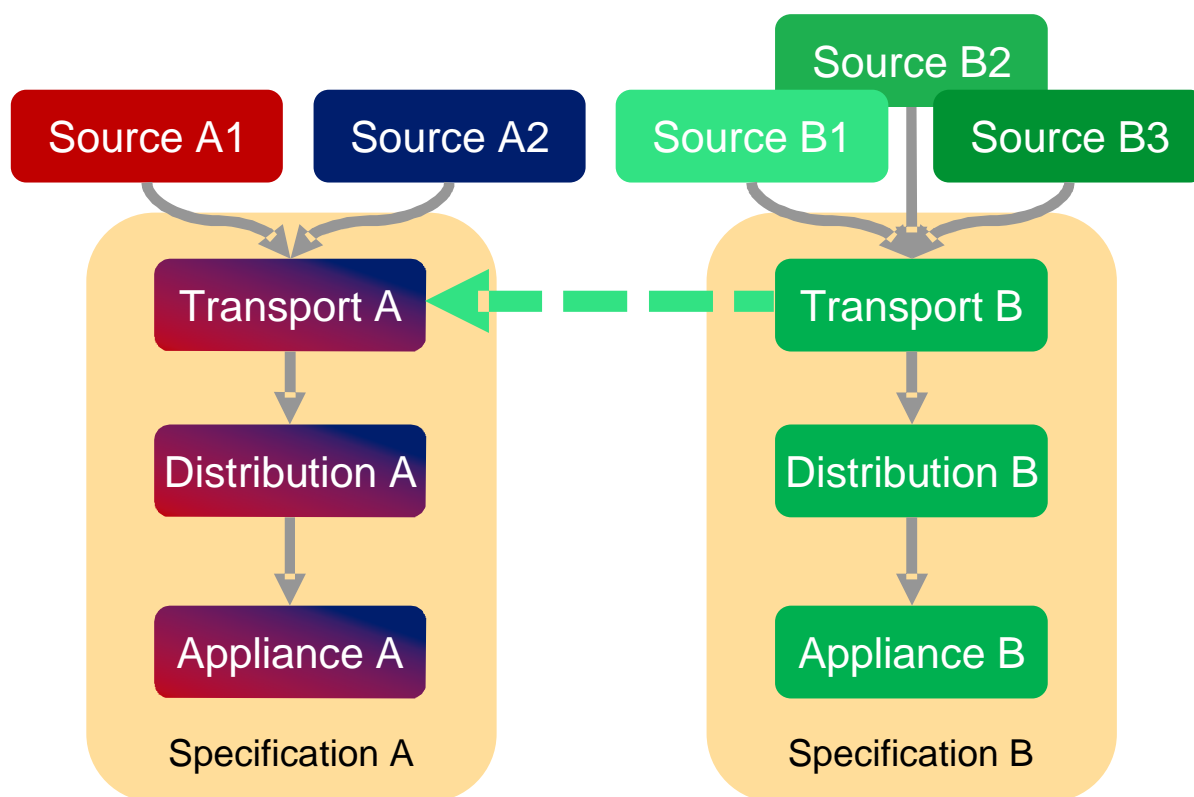 Source B2
Source A1
Source A2
Source B1
Source B3
Transport A
Transport B
Distribution A
Distribution B
Appliance A
Appliance B
Specification A
Specification B